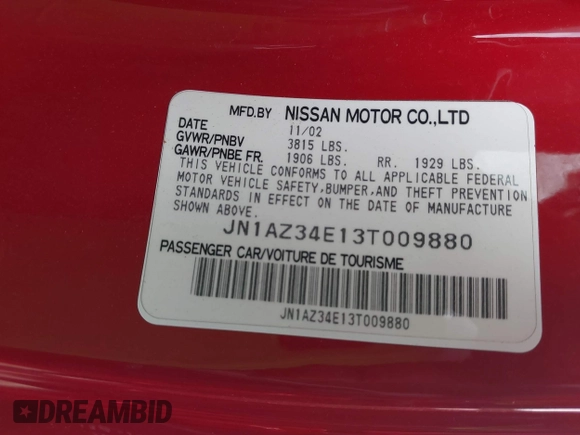 MFD.BY NISSAN MOTOR CO.,LTD
DATE 11/02
GVWR/PNBV 3815 LBS.
GAWR/PNBE FR. 1906 LBS. RR. 1929 LBS.
THIS VEHICLE CONFORMS TO ALL APPLICABLE FEDERAL
MOTOR VEHICLE SAFETY,BUMPER,AND THEFT PREVENTION
STANDARDS IN EFFECT ON THE DATE OF MANUFACTURE
SHOWN ABOVE.
JN1AZ34E13T009880
PASSENGER CAR/VOITURE DE TOURISME
JN1AZ34E13T009880
DREAMBID